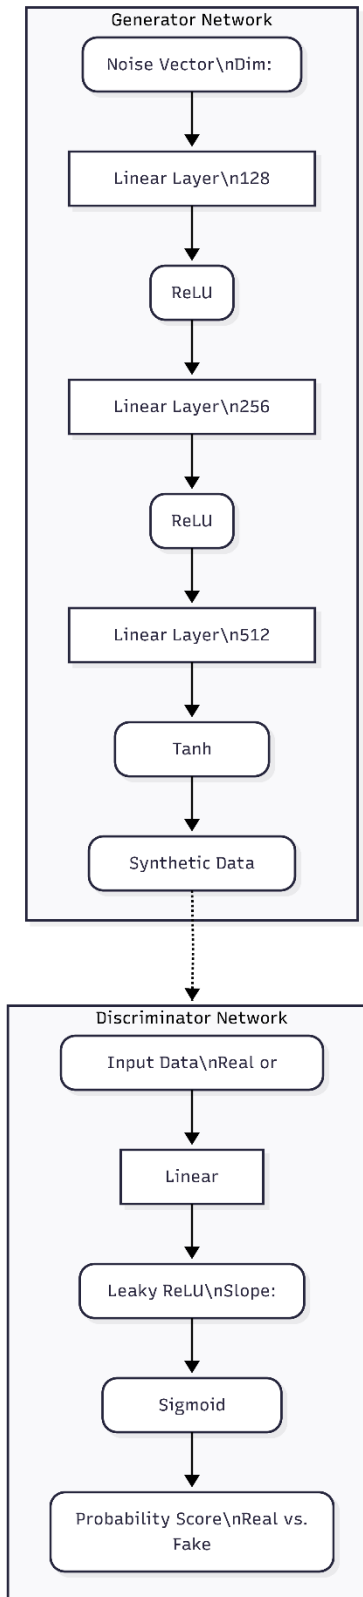 Generator Network
Noise Vector\nDim:
Linear Layer\n128
ReLU
Linear Layer\n256
ReLU
Linear Layer\n512
Tanh
Synthetic Data
Discriminator Network
Input Data\nReal or
Linear
Leaky ReLU\nSlope:
Sigmoid
Probability Score\nReal vs.
Fake